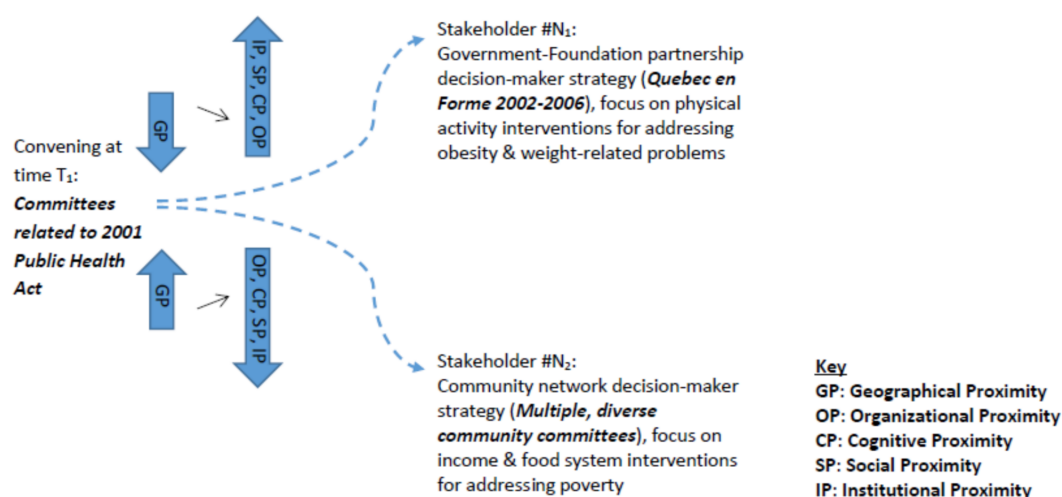 IP, SP, CP, OP
GP
Convening at
time T₁:
Committees
related to 2001
Public Health
Act
GP
OP, CP, SP, IP
Stakeholder #N₁:
Government-Foundation partnership
decision-maker strategy (Quebec en
Forme 2002-2006), focus on physical
activity interventions for addressing
obesity & weight-related problems
Stakeholder #N₂:
Community network decision-maker
strategy (Multiple, diverse
community committees), focus on
income & food system interventions
for addressing poverty
Key
GP: Geographical Proximity
OP: Organizational Proximity
CP: Cognitive Proximity
SP: Social Proximity
IP: Institutional Proximity